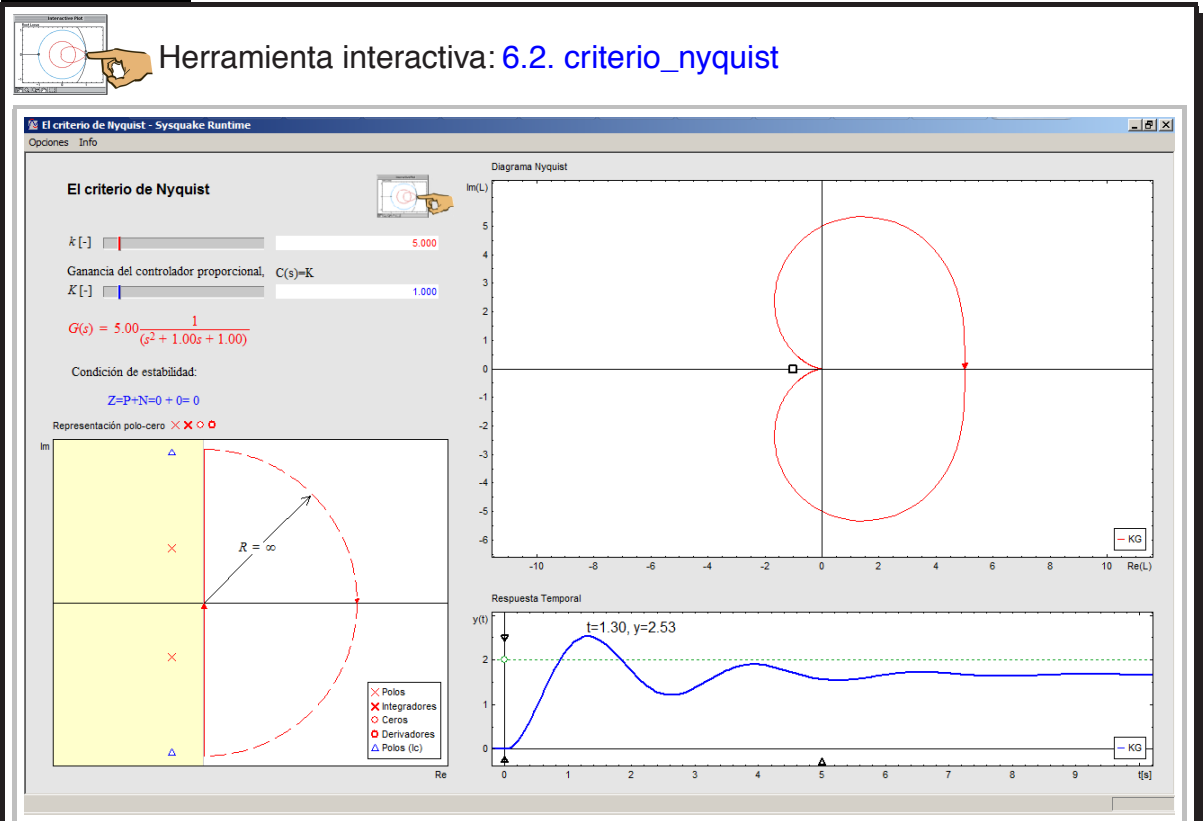 Herramienta interactiva: 6.2. criterio_nyquist
El criterio de Nyquist - Sysquake Runtime
Opciones Info
El criterio de Nyquist
k [-] 5.000
Ganancia del controlador proporcional, C(s)=K
K [-] 1.000
G(s) = 5.00 1/(s² + 1.00s + 1.00)
Condición de estabilidad:
Z=P+N=0 + 0= 0
Representación polo-cero
Im
R = ∞
Polos
Integradores
Ceros
Derivadores
Polos (lc)
Re
Diagrama Nyquist
Im(L)
5
4
3
2
1
0
-1
-2
-3
-4
-5
-6
-10 -8 -6 -4 -2 0 2 4 6 8 10 Re(L)
KG
Respuesta Temporal
y(t)
t=1.30, y=2.53
2
1
0
KG
0 1 2 3 4 5 6 7 8 9 t[s]